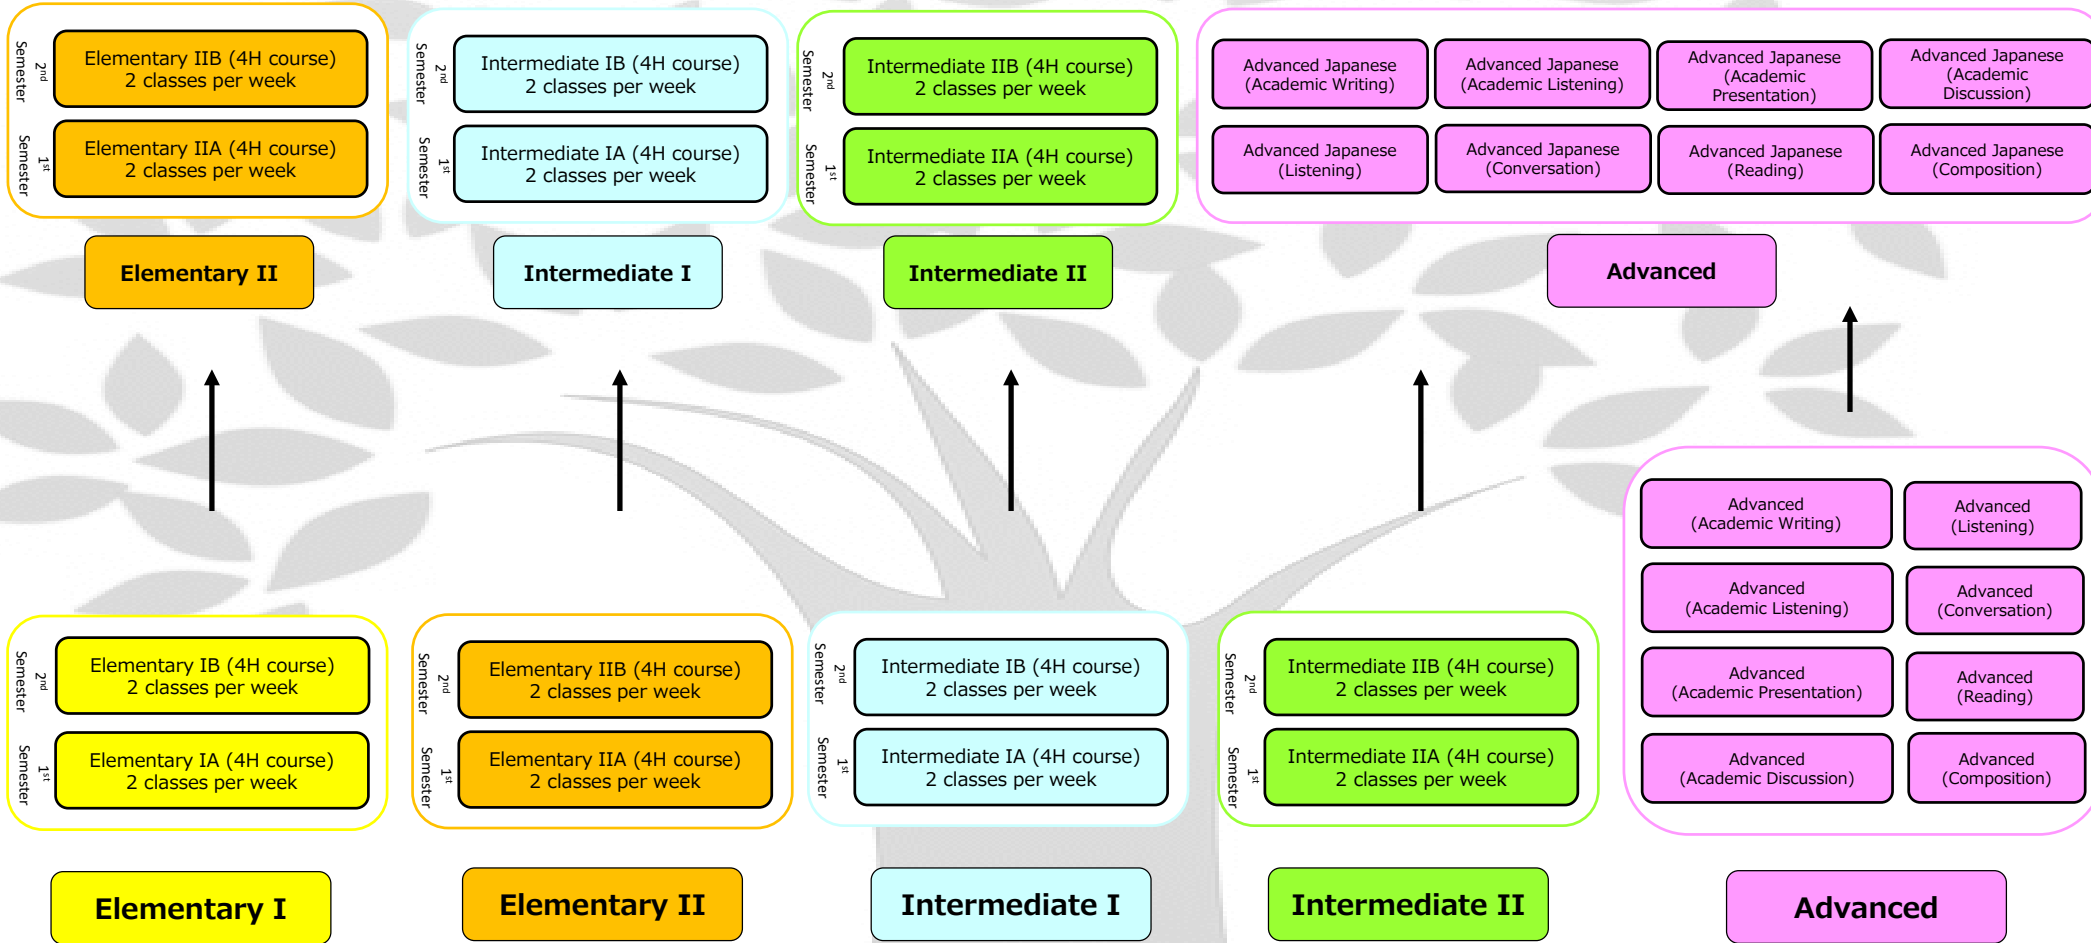 2nd
Semester
Elementary IIB (4H course)
2 classes per week
1st
Semester
Elementary IIA (4H course)
2 classes per week
Elementary II
2nd
Semester
Intermediate IB (4H course)
2 classes per week
1st
Semester
Intermediate IA (4H course)
2 classes per week
Intermediate I
2nd
Semester
Intermediate IIB (4H course)
2 classes per week
1st
Semester
Intermediate IIA (4H course)
2 classes per week
Intermediate II
Advanced Japanese
(Academic Writing)
Advanced Japanese
(Academic Listening)
Advanced Japanese
(Academic
Presentation)
Advanced Japanese
(Academic
Discussion)
Advanced Japanese
(Listening)
Advanced Japanese
(Conversation)
Advanced Japanese
(Reading)
Advanced Japanese
(Composition)
Advanced
2nd
Semester
Elementary IB (4H course)
2 classes per week
1st
Semester
Elementary IA (4H course)
2 classes per week
Elementary I
2nd
Semester
Elementary IIB (4H course)
2 classes per week
1st
Semester
Elementary IIA (4H course)
2 classes per week
Elementary II
2nd
Semester
Intermediate IB (4H course)
2 classes per week
1st
Semester
Intermediate IA (4H course)
2 classes per week
Intermediate I
2nd
Semester
Intermediate IIB (4H course)
2 classes per week
1st
Semester
Intermediate IIA (4H course)
2 classes per week
Intermediate II
Advanced
(Academic Writing)
Advanced
(Listening)
Advanced
(Academic Listening)
Advanced
(Conversation)
Advanced
(Academic Presentation)
Advanced
(Reading)
Advanced
(Academic Discussion)
Advanced
(Composition)
Advanced